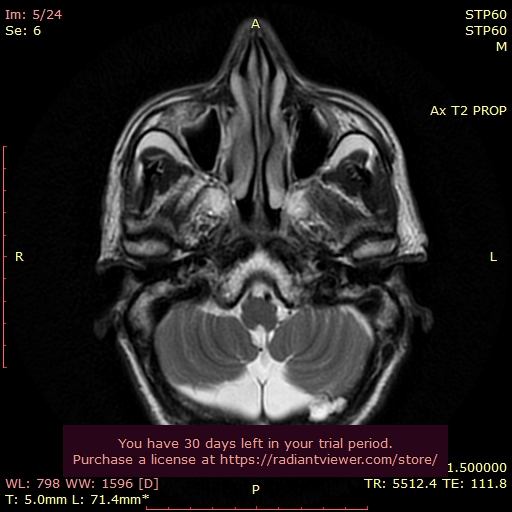 Im: 5/24
Se: 6
A
STP60
STP60
M
Ax T2 PROP
R
L
You have 30 days left in your trial period.
Purchase a license at https://radiantviewer.com/store/
1.500000
WL: 798 WW: 1596 [D]
T: 5.0mm L: 71.4mm*
P
TR: 5512.4 TE: 111.8